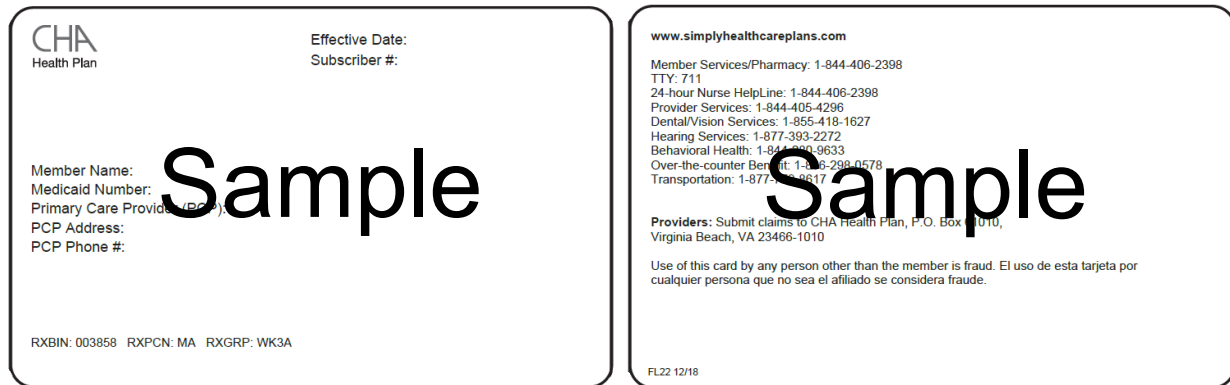 CHA
Health Plan
Effective Date:
Subscriber #:
Member Name:
Medicaid Number:
Primary Care Provider (PCP):
PCP Address:
PCP Phone #:
Sample
RXBIN: 003858 RXPCN: MA RXGRP: WK3A
www.simplyhealthcareplans.com
Member Services/Pharmacy: 1-844-406-2398
TTY: 711
24-hour Nurse HelpLine: 1-844-406-2398
Provider Services: 1-844-405-4296
Dental/Vision Services: 1-855-418-1627
Hearing Services: 1-877-393-2272
Behavioral Health:
Over-the-counter Benefit:
Transportation:
Sample
Providers: Submit claims to CHA Health Plan, P.O. Box
Virginia Beach, VA 23466-1010
Use of this card by any person other than the member is fraud. El uso de esta tarjeta por
cualquier persona que no sea el afiliado se considera fraude.
FL22 12/18